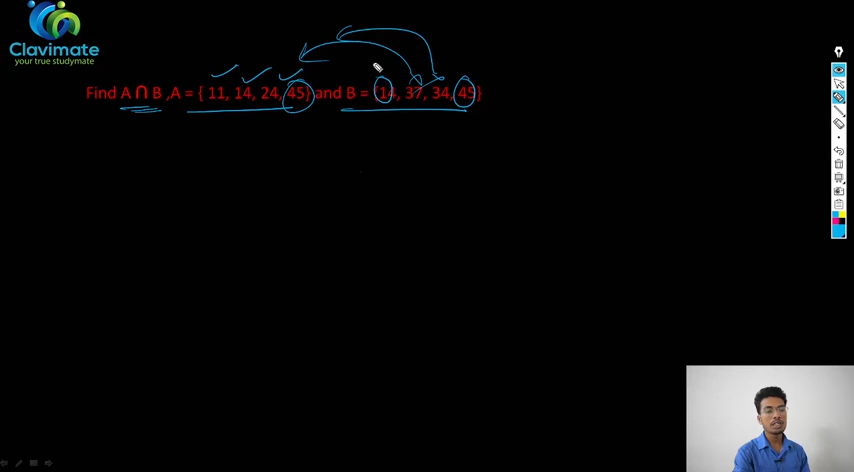 Clavimate
your true studymate
Find A ∩ B ,A = { 11, 14, 24, 45} and B = {14, 37, 34, 45}